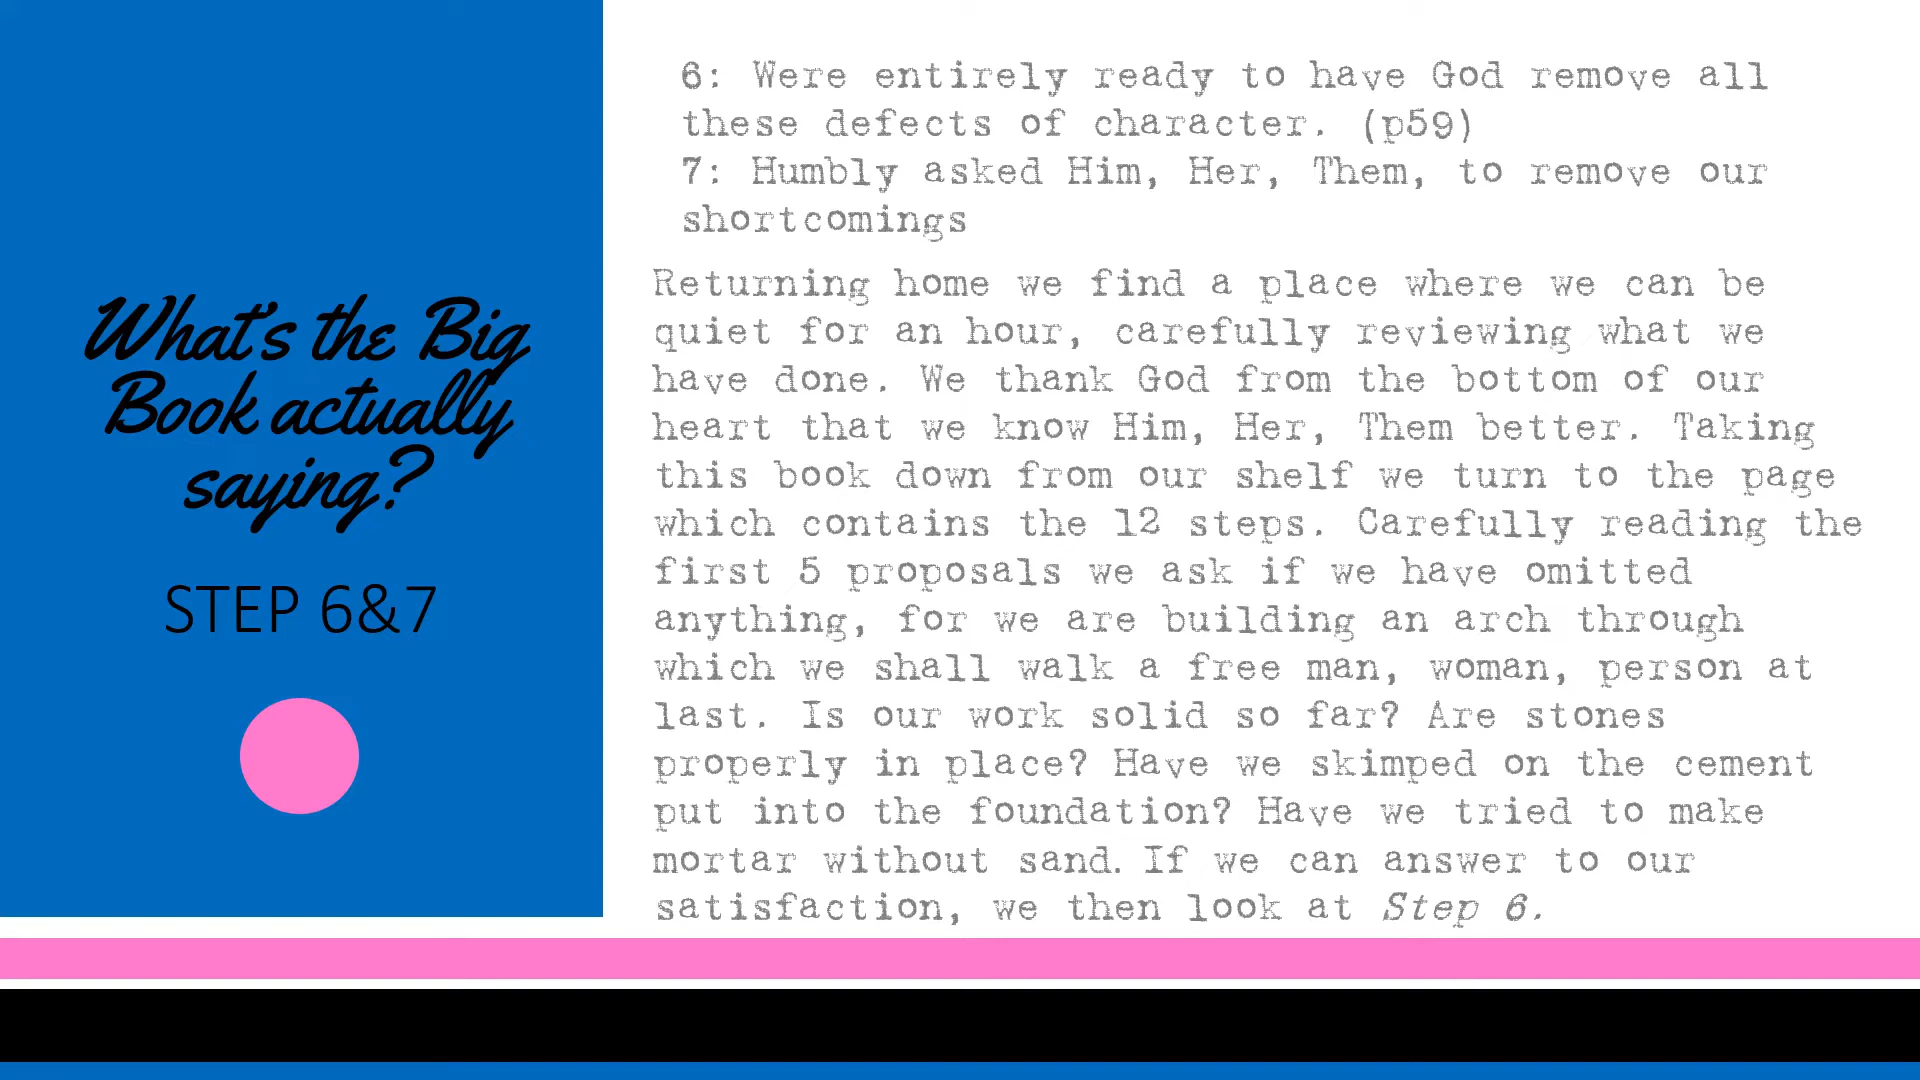 What's the Big
Book actually
saying?
STEP 6&7
6: Were entirely ready to have God remove all
these defects of character. (p59)
7: Humbly asked Him, Her, Them, to remove our
shortcomings
Returning home we find a place where we can be
quiet for an hour, carefully reviewing what we
have done. We thank God from the bottom of our
heart that we know Him, Her, Them better. Taking
this book down from our shelf we turn to the page
which contains the 12 steps. Carefully reading the
first 5 proposals we ask if we have omitted
anything, for we are building an arch through
which we shall walk a free man, woman, person at
last. Is our work solid so far? Are stones
properly in place? Have we skimped on the cement
put into the foundation? Have we tried to make
mortar without sand. If we can answer to our
satisfaction, we then look at Step 6.